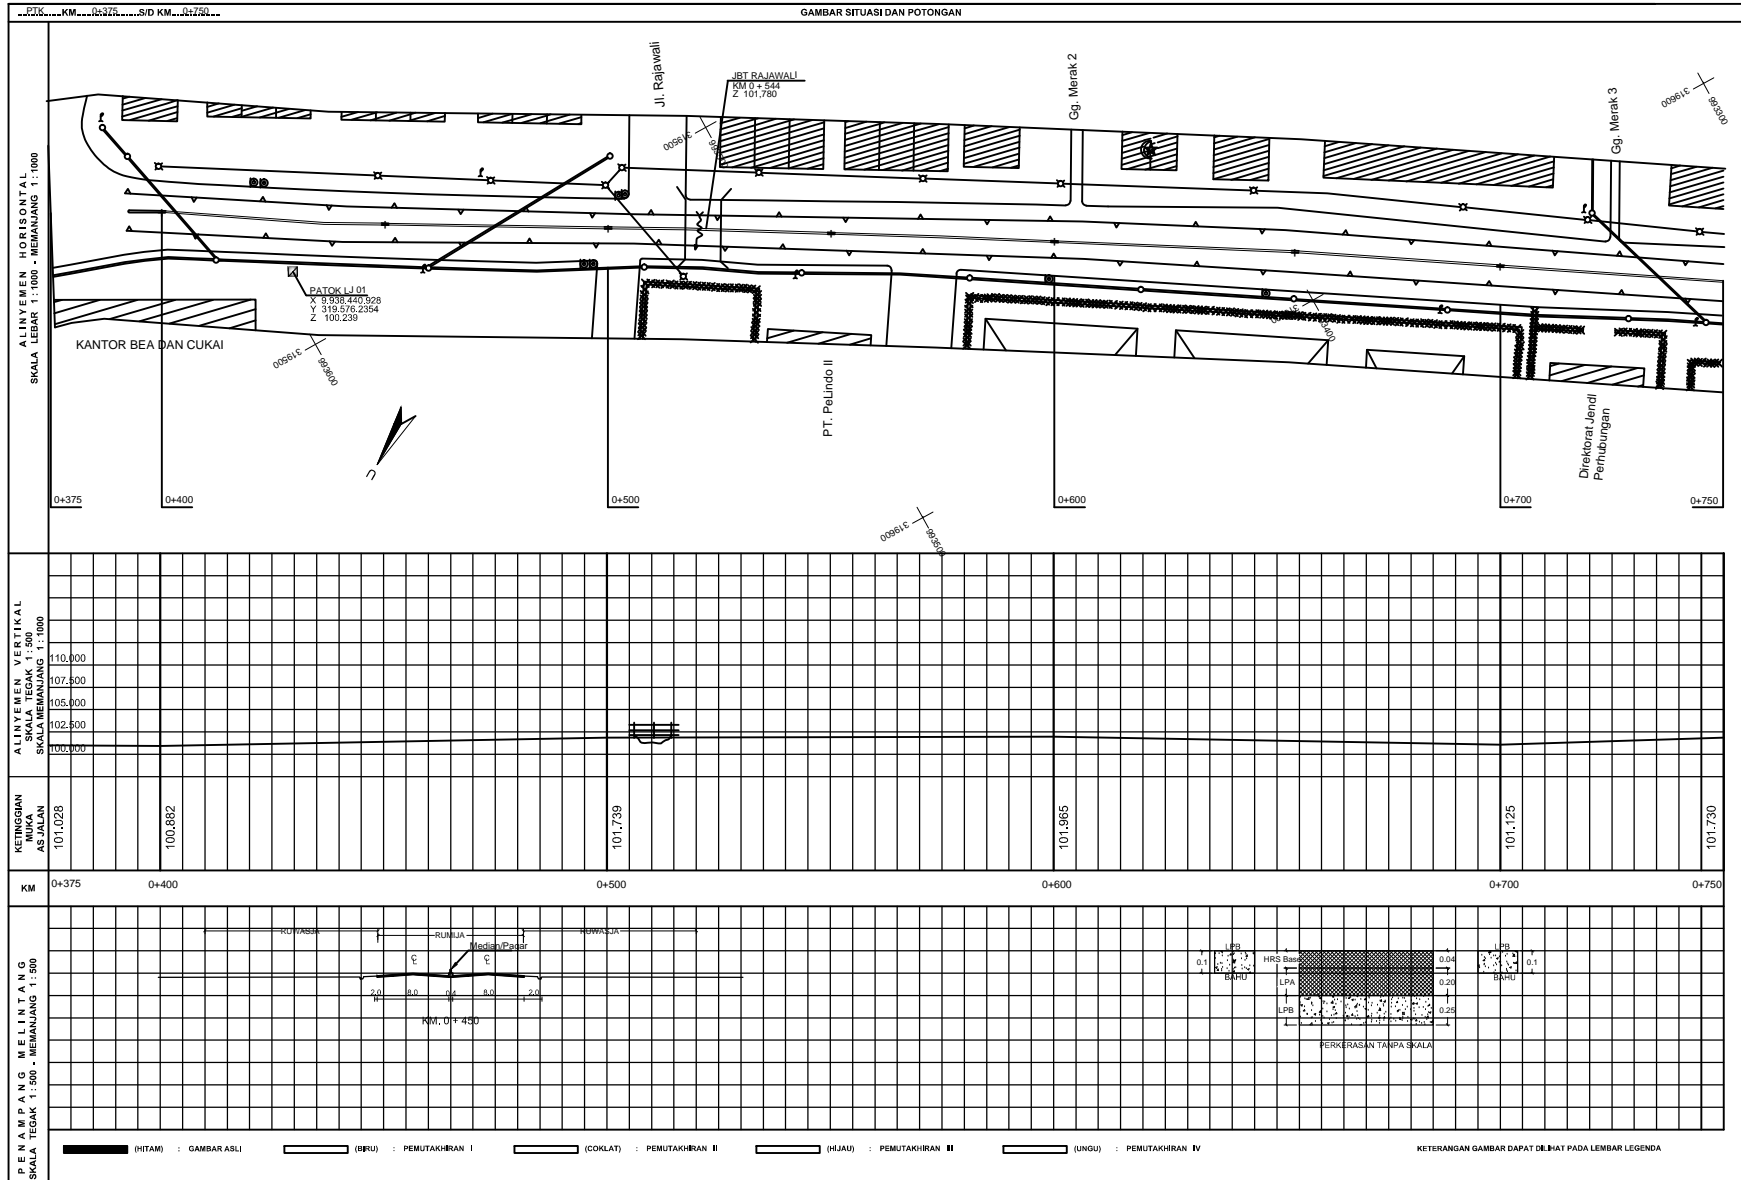 PTK KM 0+375 S/D KM 0+750
GAMBAR SITUASI DAN POTONGAN
ALINYEMEN HORISONTAL
SKALA LEBAR 1 : 1000 - MEMANJANG 1 : 1000
Jl. Rajawali
JBT RAJAWALI
KM 0 + 544
Z 101,780
Gg. Merak 2
Gg. Merak 3
319600
993300
319500
PATOK LJ 01
X 9.938.440.928
Y 319.576.2354
Z 100.239
KANTOR BEA DAN CUKAI
319500
993600
PT. PeLindo II
Direktorat Jendl
Perhubungan
n
319600
993500
0+375
0+400
0+500
0+600
0+700
0+750
ALINYEMEN VERTIKAL
SKALA TEGAK 1 : 500
SKALA MEMANJANG 1 : 1000
110.000
107.500
105.000
102.500
100.000
KETINGGIAN
MUKA
AS JALAN
101.028
100.882
101.739
101.965
101.125
101.730
KM
0+375
0+400
0+500
0+600
0+700
0+750
PENAMPANG MELINTANG
SKALA TEGAK 1 : 500 - MEMANJANG 1 : 500
RUWASJA
RUMIJA
RUWASJA
Median/Pagar
2,0 8,0 0,4 8,0 2,0
KM. 0 + 450
LPB
0.1
BAHU
HRS Base
0.04
LPA
0.20
LPB
0.25
LPB
0.1
BAHU
PERKERASAN TANPA SKALA
(HITAM) : GAMBAR ASLI
(BIRU) : PEMUTAKHIRAN I
(COKLAT) : PEMUTAKHIRAN II
(HIJAU) : PEMUTAKHIRAN III
(UNGU) : PEMUTAKHIRAN IV
KETERANGAN GAMBAR DAPAT DILIHAT PADA LEMBAR LEGENDA